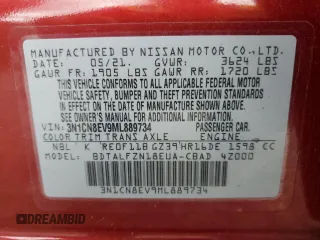 MANUFACTURED BY NISSAN MOTOR CO.,LTD.
DATE: 05/21. GVWR: 3624 LBS
GAWR FR: 1905 LBS GAWR RR: 1720 LBS
THIS VEHICLE CONFORMS TO ALL APPLICABLE
FEDERAL MOTOR VEHICLE SAFETY, BUMPER
AND THEFT PREVENTION STANDARDS IN EFFECT
ON THE DATE OF MANUFACTURE SHOWN ABOVE.
SEE OWNER'S MANUAL FOR ADDITIONAL INFORMATION
VIN: 3N1CN8EV9ML889734 PASSENGER CAR.
COLOR TRIM TRANS AXLE ENGINE
NBL K RE0F11B GZ39 HR16DE 1598 CC
BDTALFZN18EUA-CBAD 4Z000
3N1CN8EV9ML889734
DREAMBID
dreambid.com